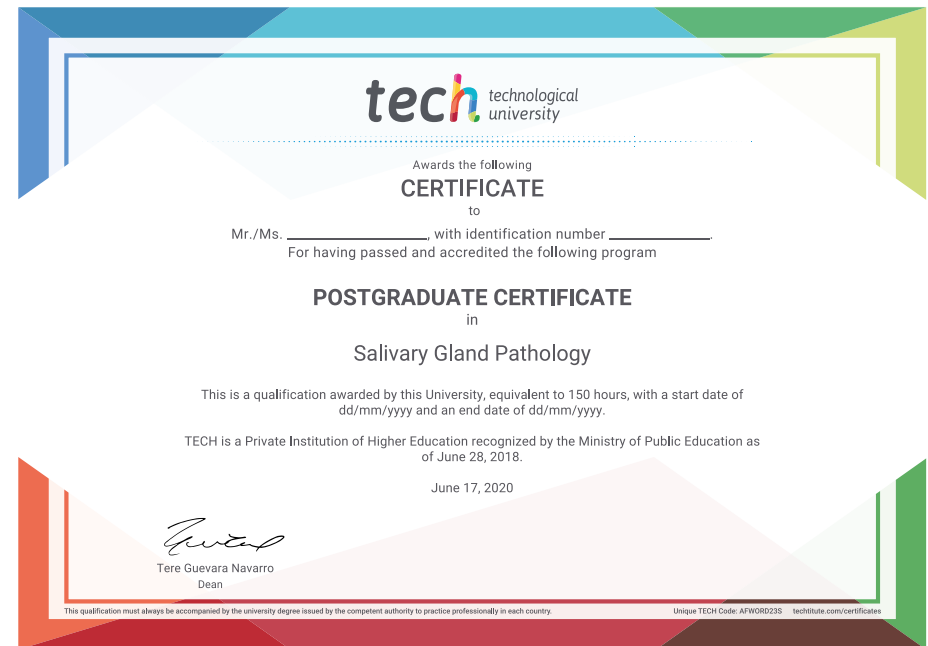 tech technological
university
Awards the following
CERTIFICATE
to
Mr./Ms. ____________________, with identification number ______________.
For having passed and accredited the following program
POSTGRADUATE CERTIFICATE
in
Salivary Gland Pathology
This is a qualification awarded by this University, equivalent to 150 hours, with a start date of
dd/mm/yyyy and an end date of dd/mm/yyyy.
TECH is a Private Institution of Higher Education recognized by the Ministry of Public Education as
of June 28, 2018.
June 17, 2020
Tere Guevara Navarro
Dean
This qualification must always be accompanied by the university degree issued by the competent authority to practice professionally in each country.
Unique TECH Code: AFWORD23S techtitute.com/certificates